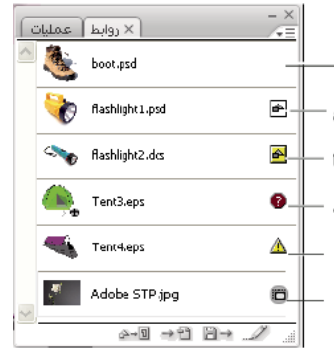 روابط
عمليات
boot.psd
flashlight1.psd
flashlight2.dcs
Tent3.eps
Tent4.eps
Adobe STP.jpg